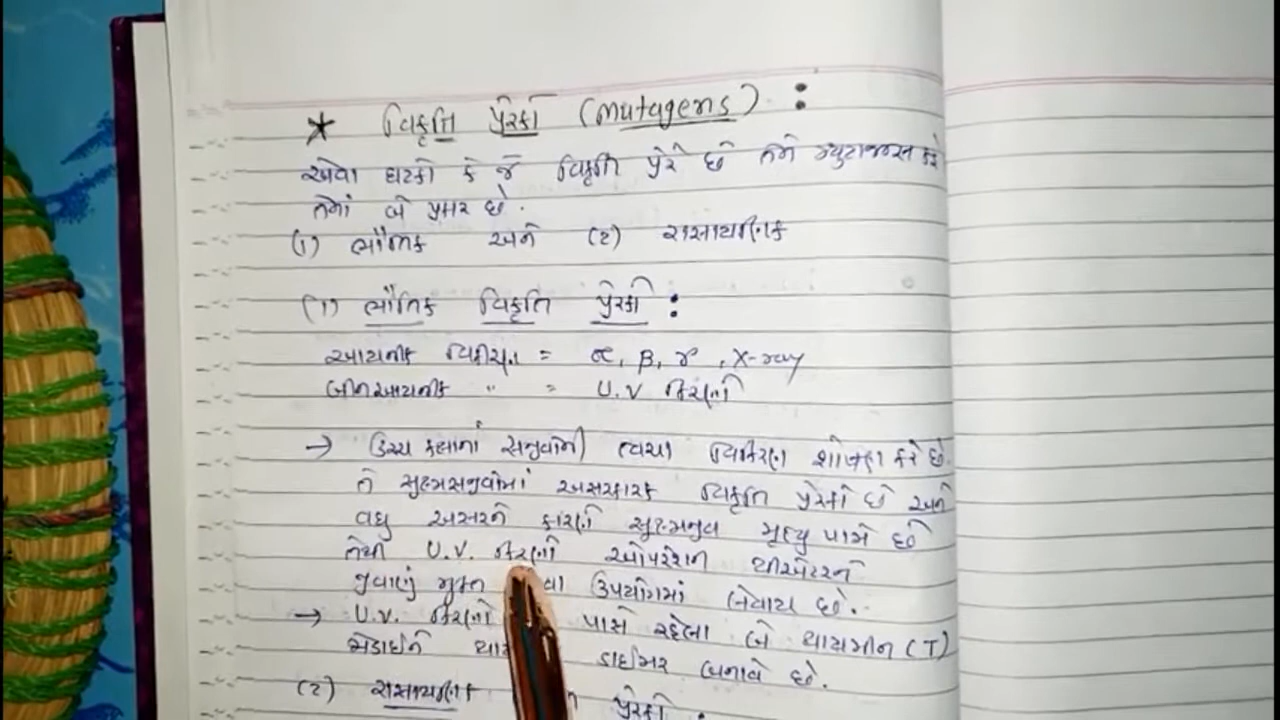 * વિકૃતિ પ્રેરકો (Mutagens) :
એવા ઘટકો કે જે વિકૃતિ પ્રેરે છે તેને મ્યુટાજન્સ કહે
તેનાં બે પ્રકાર છે.
(1) ભૌતિક અને (2) રાસાયણિક
(1) ભૌતિક વિકૃતિ પ્રેરકો :
આયનીક વિકીરણ = α, β, γ, X-ray
બીનઆયનીક " = U.V કિરણો
→ ઉચ્ચ કક્ષાનાં સજીવોની ત્વચા વિકિરણ શોષણ કરે છે.
તે સુક્ષ્મસજીવોમાં અસરકારક વિકૃતિ પ્રેરકો છે અને
વધુ અસરને કારણે સુક્ષ્મજીવ મૃત્યુ પામે છે
તેથી U.V. કિરણો ઓપરેશન થીએટરને
જીવાણું મુક્ત વા ઉપયોગમાં લેવાય છે.
→ U.V. કિરણો પાસે રહેલા બે થાયમીન (T)
જોડાઈને થાય ડાઈમર બનાવે છે.
(2) રાસાયણિક પ્રેરકો :